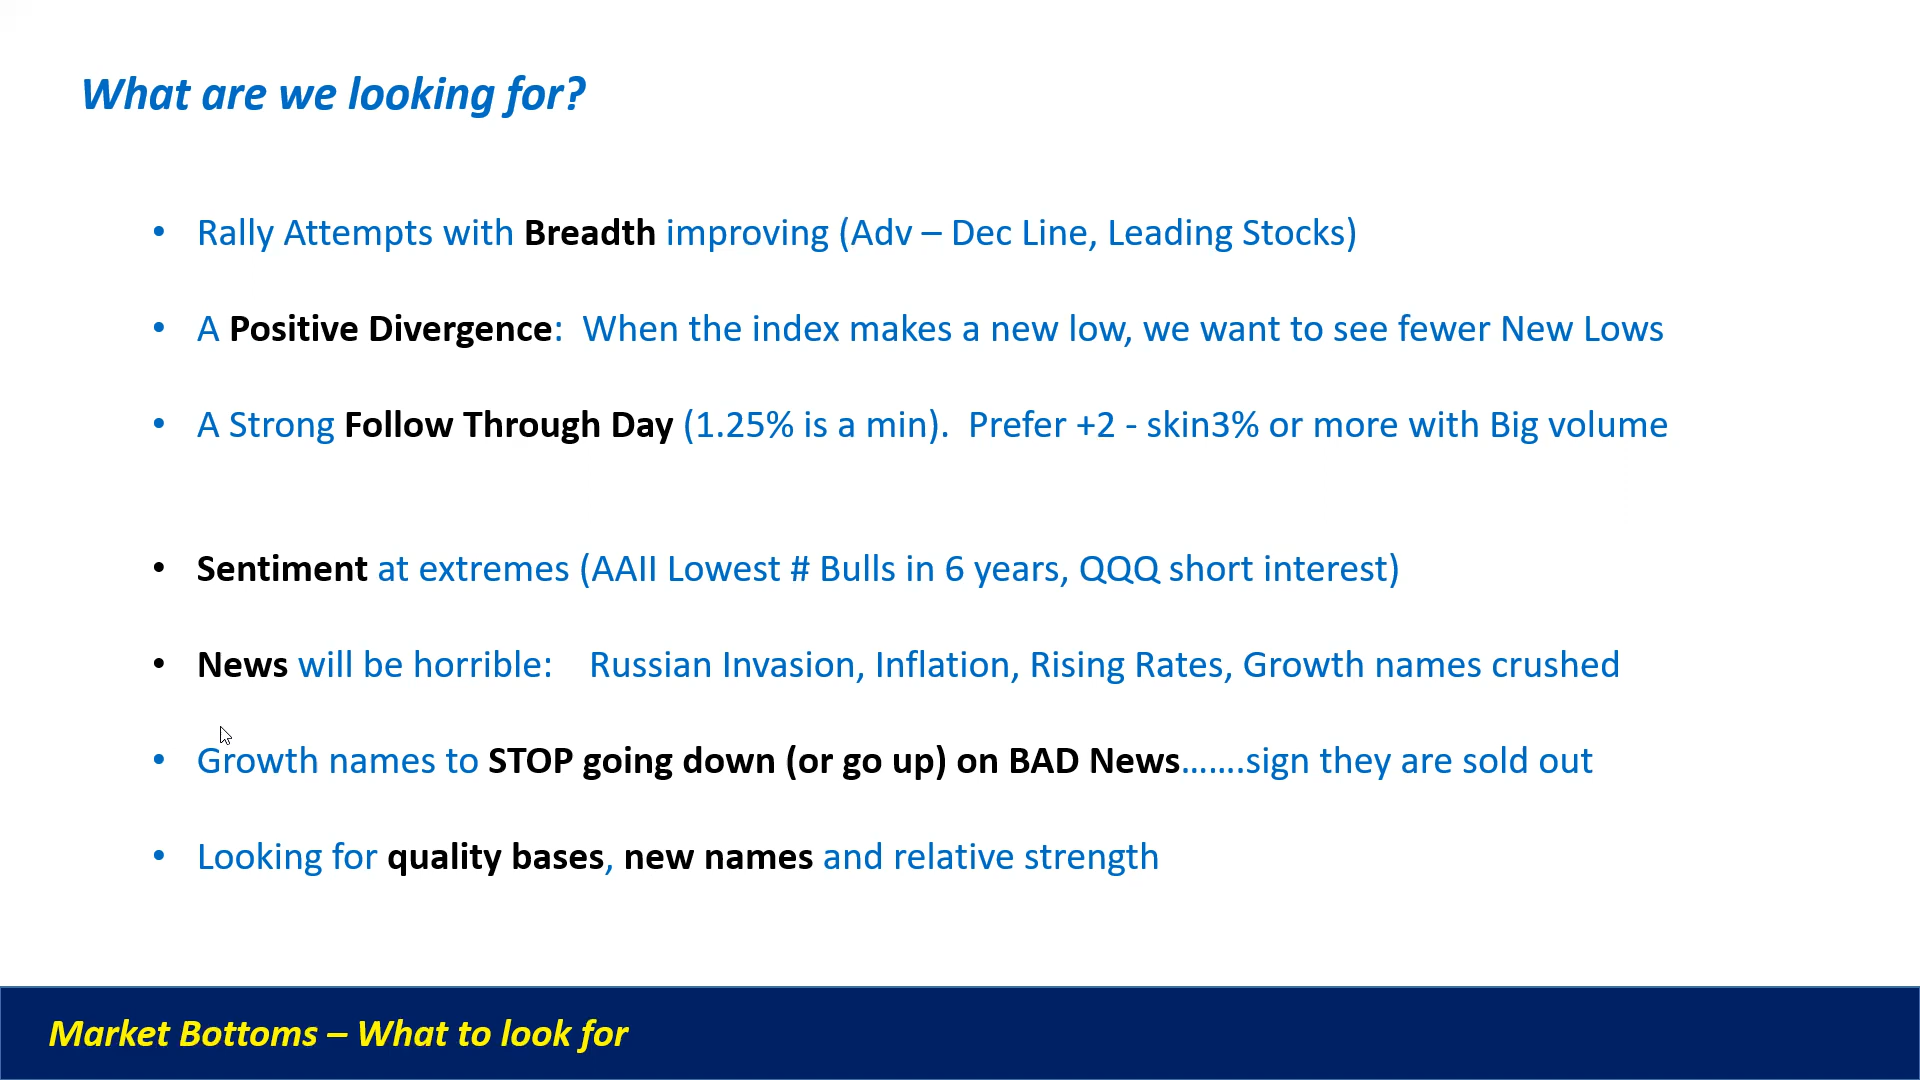 What are we looking for?
• Rally Attempts with Breadth improving (Adv – Dec Line, Leading Stocks)
• A Positive Divergence:  When the index makes a new low, we want to see fewer New Lows
• A Strong Follow Through Day (1.25% is a min).  Prefer +2 - skin3% or more with Big volume
• Sentiment at extremes (AAII Lowest # Bulls in 6 years, QQQ short interest)
• News will be horrible:    Russian Invasion, Inflation, Rising Rates, Growth names crushed
• Growth names to STOP going down (or go up) on BAD News…….sign they are sold out
• Looking for quality bases, new names and relative strength
Market Bottoms – What to look for